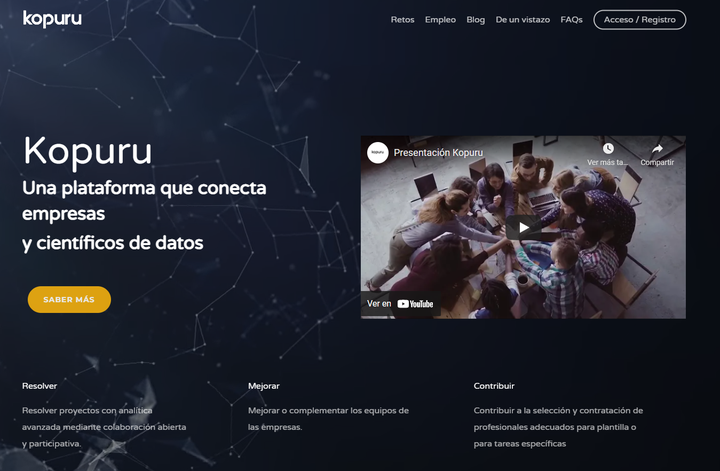 kopuru
Retos Empleo Blog De un vistazo FAQs Acceso / Registro
Kopuru
Una plataforma que conecta
empresas
y científicos de datos
SABER MÁS
Presentación Kopuru
Ver más ta...
Compartir
Ver en YouTube
Resolver
Resolver proyectos con analítica
avanzada mediante colaboración abierta
y participativa.
Mejorar
Mejorar o complementar los equipos de
las empresas.
Contribuir
Contribuir a la selección y contratación de
profesionales adecuados para plantilla o
para tareas específicas